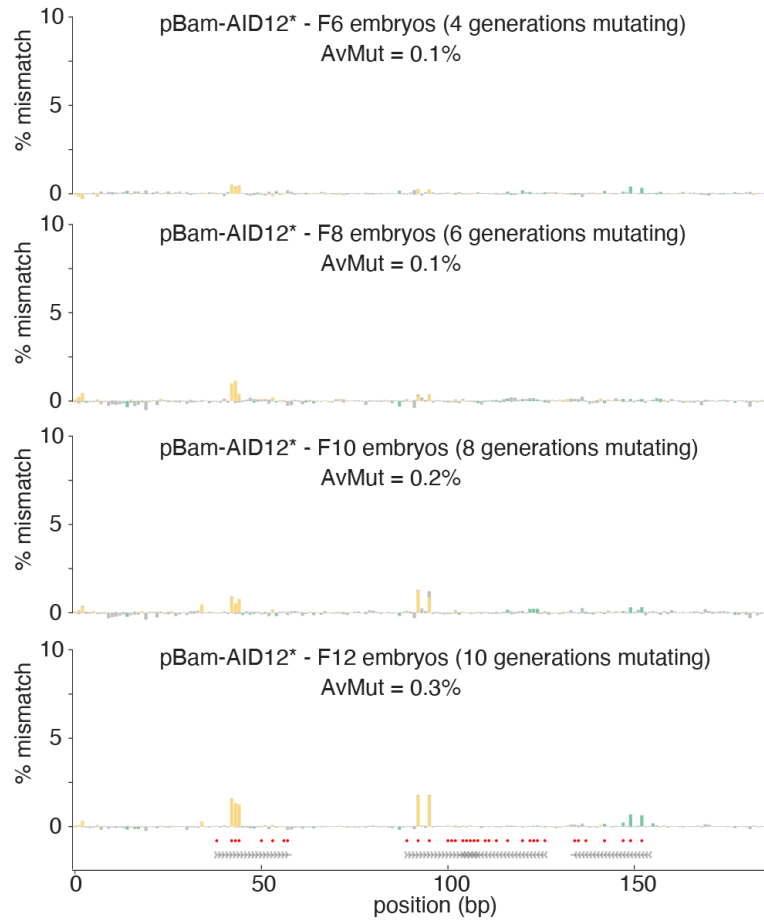 pBam-AID12* - F6 embryos (4 generations mutating)
AvMut = 0.1%
% mismatch
10
5
0
pBam-AID12* - F8 embryos (6 generations mutating)
AvMut = 0.1%
% mismatch
10
5
0
pBam-AID12* - F10 embryos (8 generations mutating)
AvMut = 0.2%
% mismatch
10
5
0
pBam-AID12* - F12 embryos (10 generations mutating)
AvMut = 0.3%
% mismatch
10
5
0
0 50 100 150
position (bp)